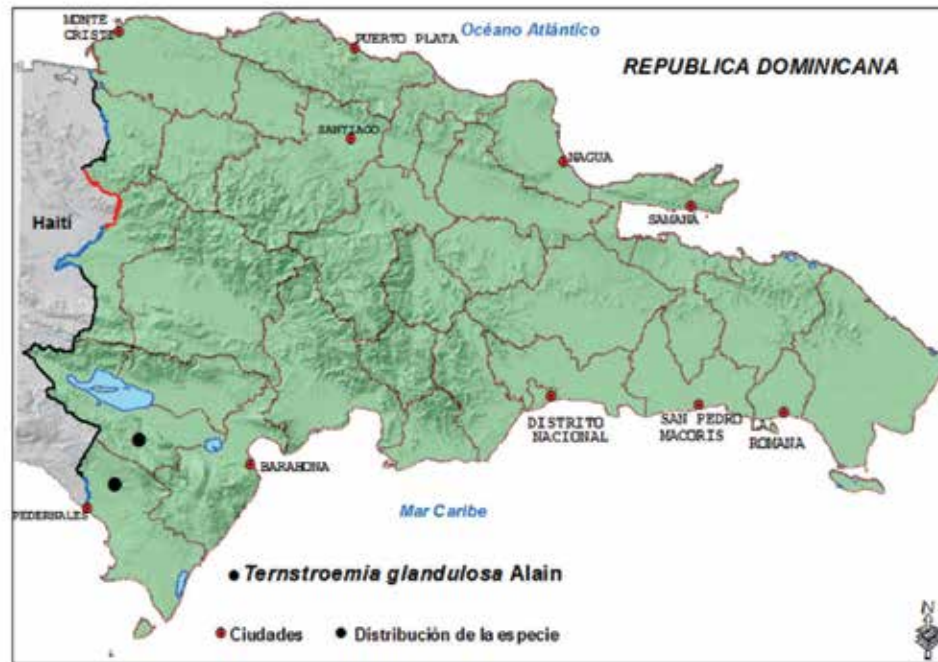 MONTE
CRISTI
PUERTO PLATA
Océano Atlántico
REPUBLICA DOMINICANA
SANTIAGO
NAGUA
SAMANA
Haití
DISTRITO
NACIONAL
SAN PEDRO
MACORIS
LA
ROMANA
BARAHONA
PEDERNALES
Mar Caribe
Ternstroemia glandulosa Alain
Ciudades
Distribución de la especie
N